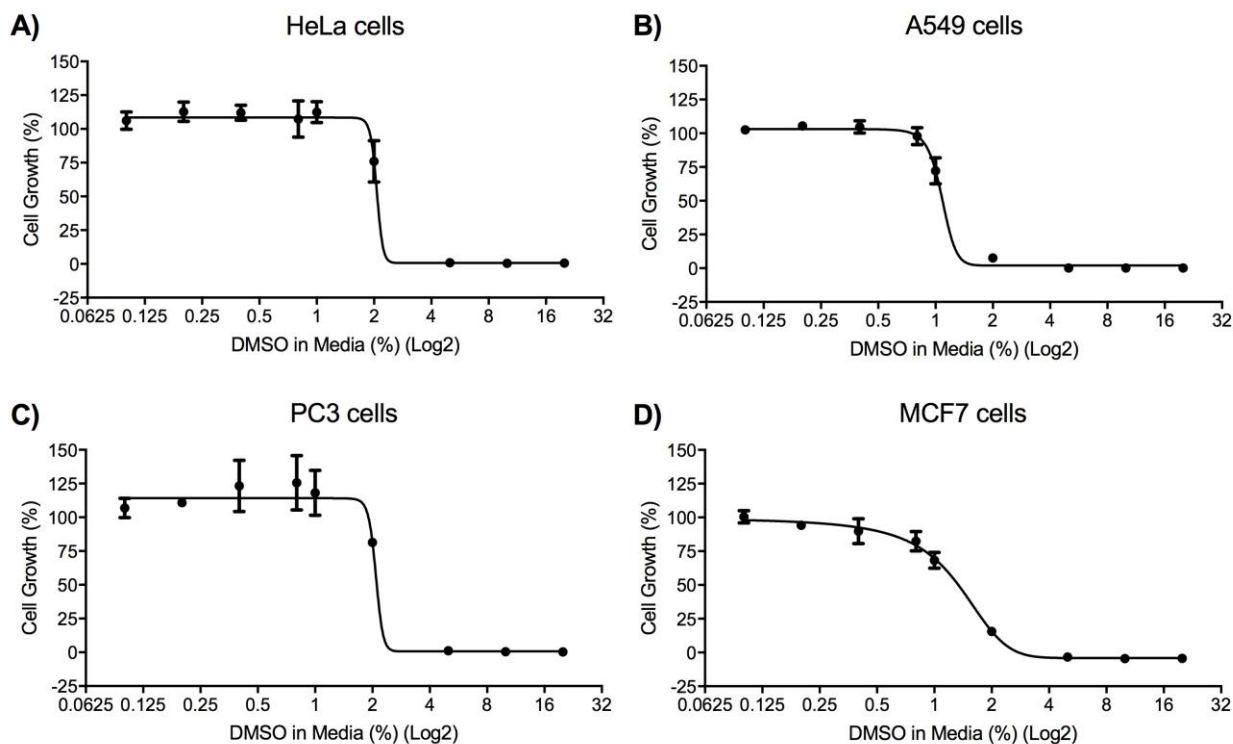 A) HeLa cells
150
125
100
75
50
25
0
-25
Cell Growth (%)
0.0625 0.125 0.25 0.5 1 2 4 8 16 32
DMSO in Media (%) (Log2)
B) A549 cells
150
125
100
75
50
25
0
-25
Cell Growth (%)
0.0625 0.125 0.25 0.5 1 2 4 8 16 32
DMSO in Media (%) (Log2)
C) PC3 cells
150
125
100
75
50
25
0
-25
Cell Growth (%)
0.0625 0.125 0.25 0.5 1 2 4 8 16 32
DMSO in Media (%) (Log2)
D) MCF7 cells
150
125
100
75
50
25
0
-25
Cell Growth (%)
0.0625 0.125 0.25 0.5 1 2 4 8 16 32
DMSO in Media (%) (Log2)